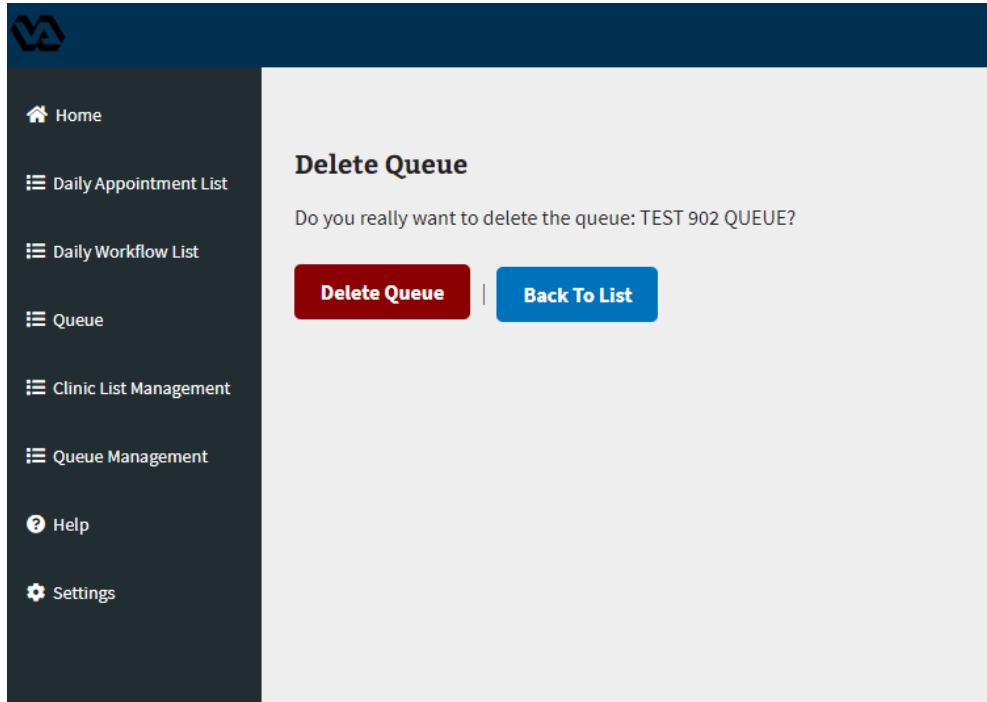 VA
Home
Daily Appointment List
Daily Workflow List
Queue
Clinic List Management
Queue Management
Help
Settings
Delete Queue
Do you really want to delete the queue: TEST 902 QUEUE?
Delete Queue | Back To List